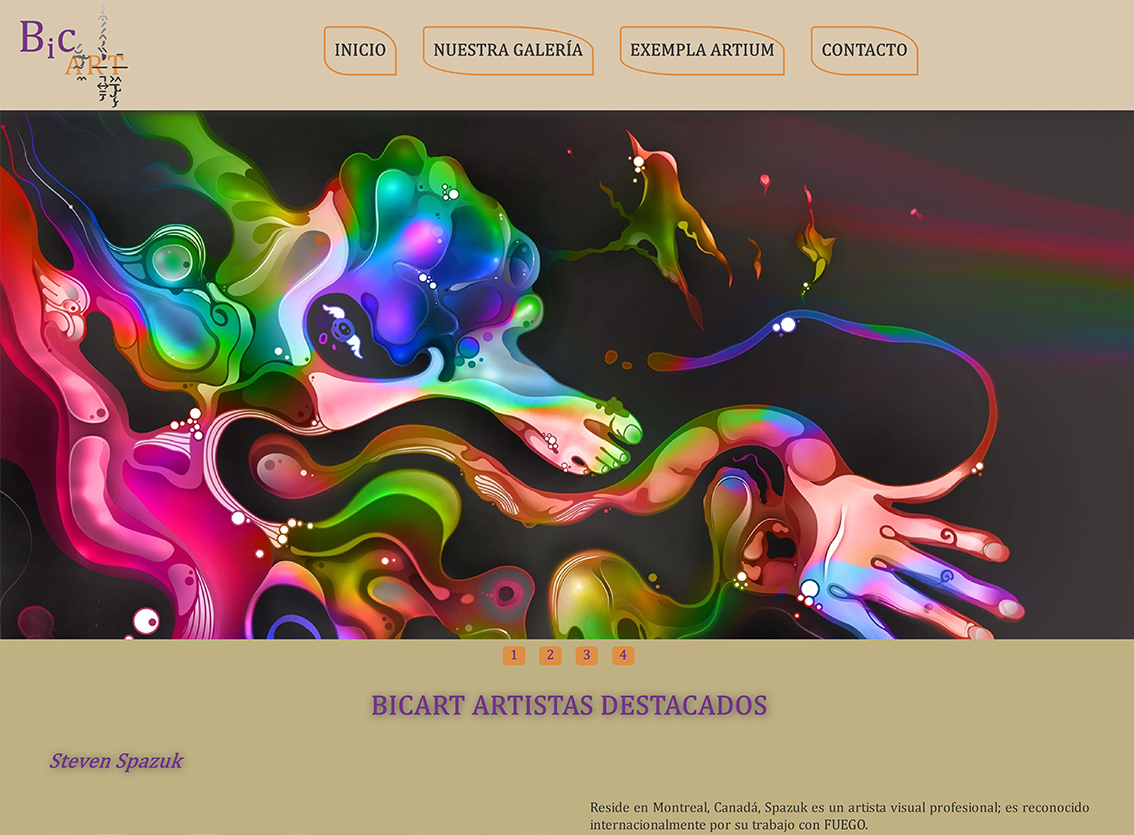 BiC
ART
INICIO
NUESTRA GALERÍA
EXEMPLA ARTIUM
CONTACTO
1 2 3 4
BICART ARTISTAS DESTACADOS
Steven Spazuk
Reside en Montreal, Canadá, Spazuk es un artista visual profesional; es reconocido
internacionalmente por su trabajo con FUEGO.